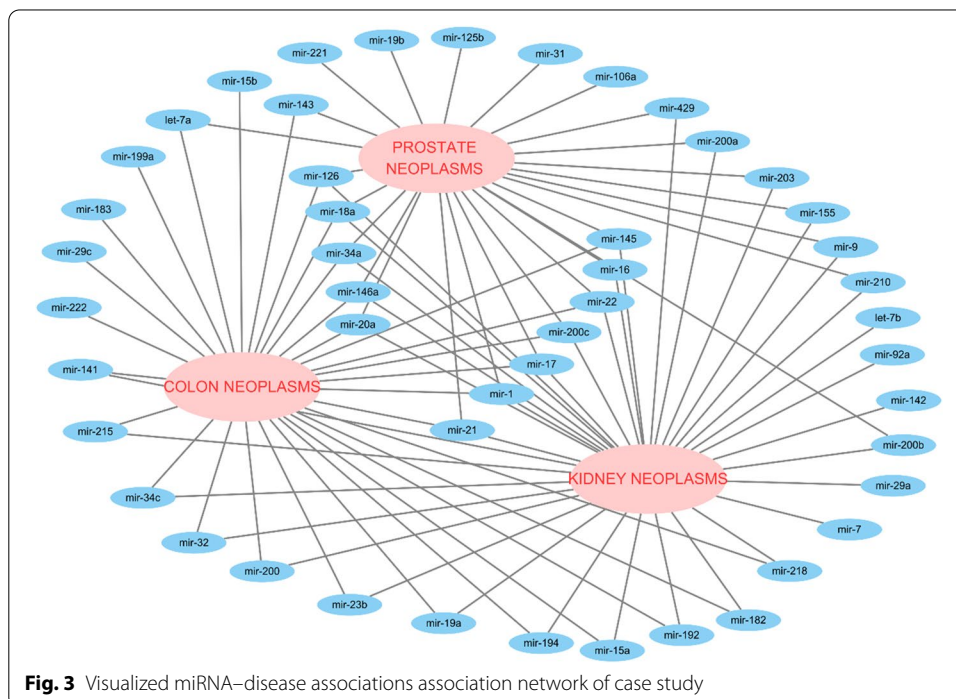 mir-19b
mir-125b
mir-221
mir-31
mir-15b
mir-106a
mir-143
mir-429
let-7a
mir-200a
PROSTATE
NEOPLASMS
mir-199a
mir-126
mir-203
mir-183
mir-18a
mir-155
mir-145
mir-9
mir-29c
mir-34a
mir-16
mir-210
mir-146a
mir-22
mir-222
mir-20a
let-7b
mir-200c
mir-92a
mir-17
mir-141
COLON NEOPLASMS
mir-1
mir-142
mir-215
mir-21
mir-200b
KIDNEY NEOPLASMS
mir-29a
mir-34c
mir-7
mir-32
mir-200
mir-218
mir-23b
mir-19a
mir-182
mir-192
mir-194
mir-15a
Fig. 3 Visualized miRNA–disease associations association network of case study